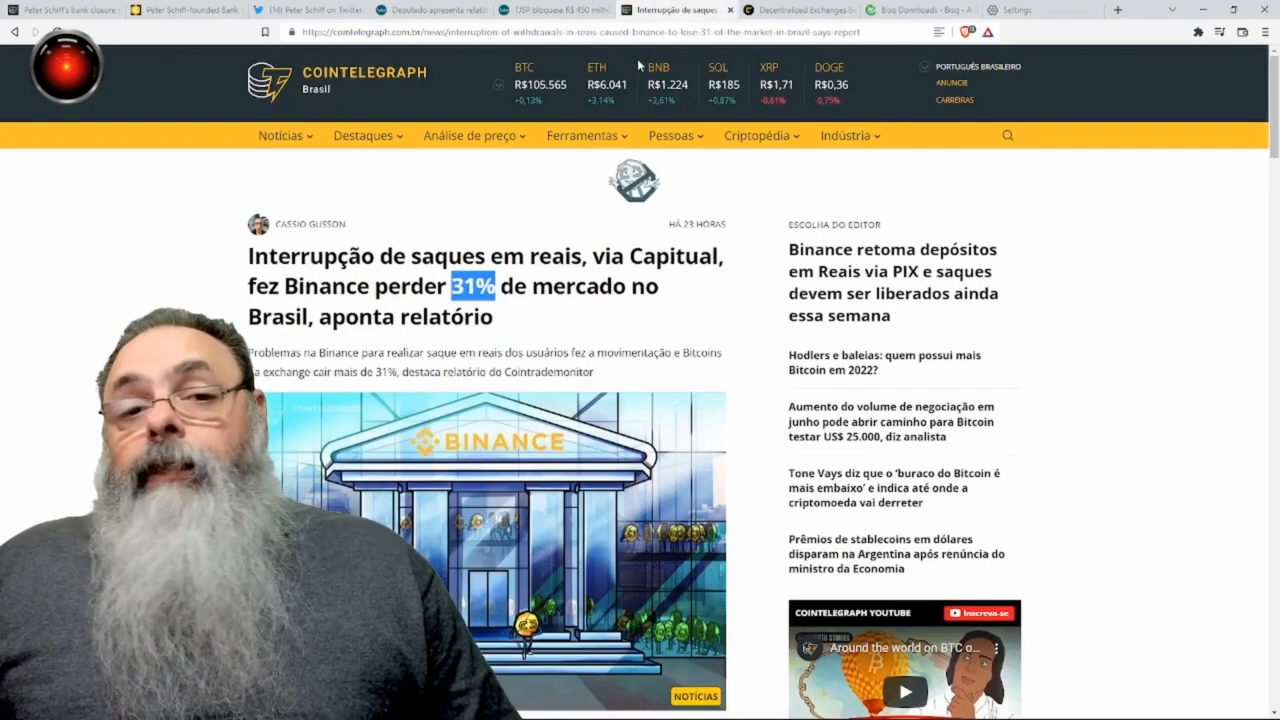 Peter Schiff's bank closure
Peter Schiff-founded Bank
(14) Peter Schiff on Twitter
Deputado apresenta relató
TJSP bloqueia R$ 450 milhõ
Interrupção de saques
Decentralized Exchanges
Bisq Downloads • Bisq - A d
Settings
https://cointelegraph.com.br/news/interruption-of-withdrawals-in-reais-caused-binance-to-lose-31-of-the-market-in-brazil-says-report
COINTELEGRAPH
Brasil
BTC
R$105.565
+0,13%
ETH
R$6.041
+3,14%
BNB
R$1.224
+2,61%
SOL
R$185
+0,87%
XRP
R$1,71
-0,61%
DOGE
R$0,36
-0,75%
PORTUGUÊS BRASILEIRO
ANUNCIE
CARREIRAS
Notícias
Destaques
Análise de preço
Ferramentas
Pessoas
Criptopédia
Indústria
CASSIO GUSSON
HÁ 23 HORAS
Interrupção de saques em reais, via Capitual,
fez Binance perder 31% de mercado no
Brasil, aponta relatório
Problemas na Binance para realizar saque em reais dos usuários fez a movimentação e Bitcoins
a exchange cair mais de 31%, destaca relatório do Cointrademonitor
BINANCE
NOTÍCIAS
ESCOLHA DO EDITOR
Binance retoma depósitos
em Reais via PIX e saques
devem ser liberados ainda
essa semana
Hodlers e baleias: quem possui mais
Bitcoin em 2022?
Aumento do volume de negociação em
junho pode abrir caminho para Bitcoin
testar US$ 25.000, diz analista
Tone Vays diz que o 'buraco do Bitcoin é
mais embaixo' e indica até onde a
criptomoeda vai derreter
Prêmios de stablecoins em dólares
disparam na Argentina após renúncia do
ministro da Economia
COINTELEGRAPH YOUTUBE
Inscreva-se
Around the world on BTC o...